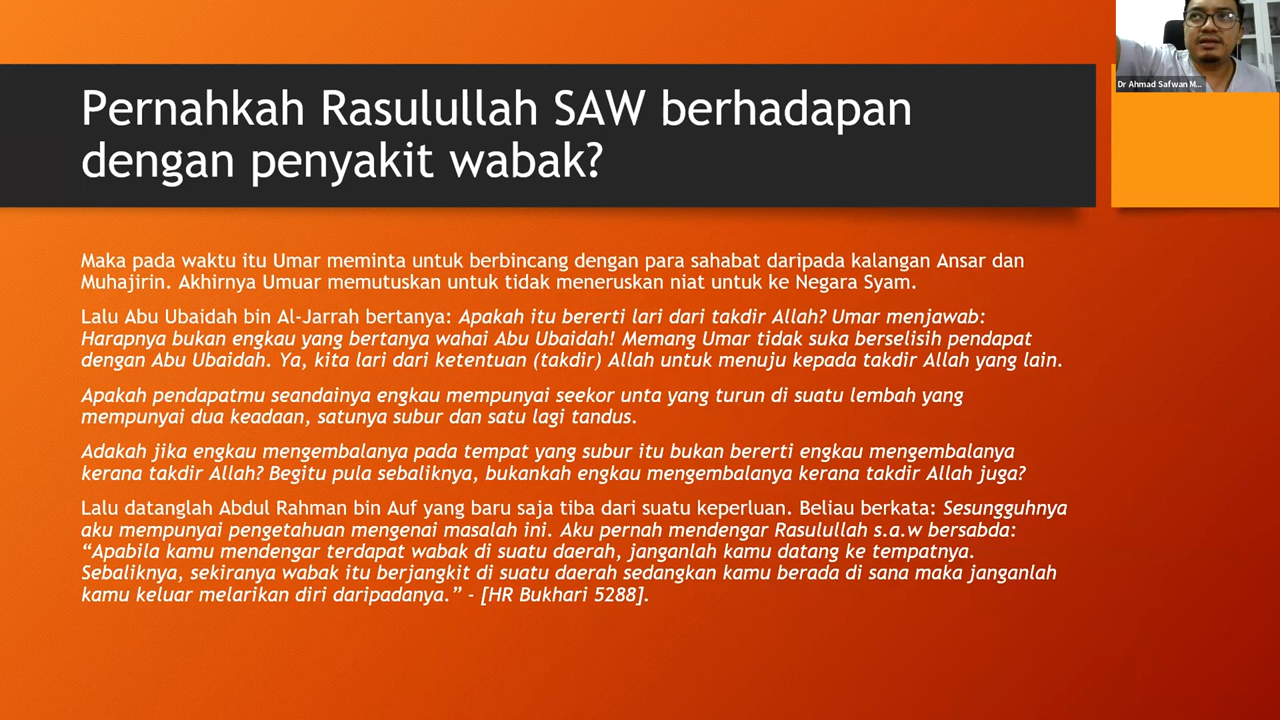 Pernahkah Rasulullah SAW berhadapan
dengan penyakit wabak?
Dr Ahmad Safwan M...
Maka pada waktu itu Umar meminta untuk berbincang dengan para sahabat daripada kalangan Ansar dan
Muhajirin. Akhirnya Umuar memutuskan untuk tidak meneruskan niat untuk ke Negara Syam.
Lalu Abu Ubaidah bin Al-Jarrah bertanya: Apakah itu bererti lari dari takdir Allah? Umar menjawab:
Harapnya bukan engkau yang bertanya wahai Abu Ubaidah! Memang Umar tidak suka berselisih pendapat
dengan Abu Ubaidah. Ya, kita lari dari ketentuan (takdir) Allah untuk menuju kepada takdir Allah yang lain.
Apakah pendapatmu seandainya engkau mempunyai seekor unta yang turun di suatu lembah yang
mempunyai dua keadaan, satunya subur dan satu lagi tandus.
Adakah jika engkau mengembalanya pada tempat yang subur itu bukan bererti engkau mengembalanya
kerana takdir Allah? Begitu pula sebaliknya, bukankah engkau mengembalanya kerana takdir Allah juga?
Lalu datanglah Abdul Rahman bin Auf yang baru saja tiba dari suatu keperluan. Beliau berkata: Sesungguhnya
aku mempunyai pengetahuan mengenai masalah ini. Aku pernah mendengar Rasulullah s.a.w bersabda:
“Apabila kamu mendengar terdapat wabak di suatu daerah, janganlah kamu datang ke tempatnya.
Sebaliknya, sekiranya wabak itu berjangkit di suatu daerah sedangkan kamu berada di sana maka janganlah
kamu keluar melarikan diri daripadanya.” - [HR Bukhari 5288].